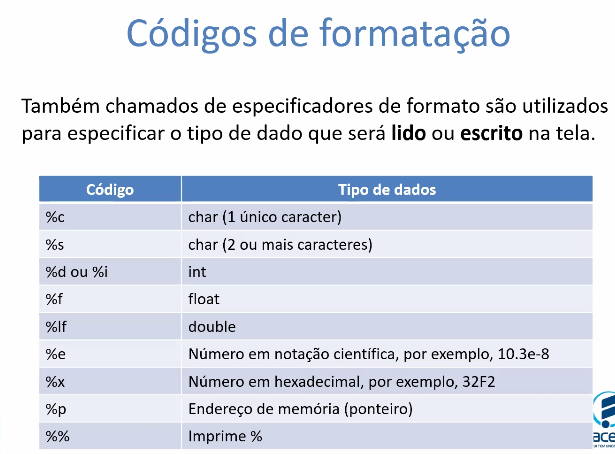 Códigos de formatação
Também chamados de especificadores de formato são utilizados
para especificar o tipo de dado que será lido ou escrito na tela.
Código Tipo de dados
%c char (1 único caracter)
%s char (2 ou mais caracteres)
%d ou %i int
%f float
%lf double
%e Número em notação científica, por exemplo, 10.3e-8
%x Número em hexadecimal, por exemplo, 32F2
%p Endereço de memória (ponteiro)
%% Imprime %